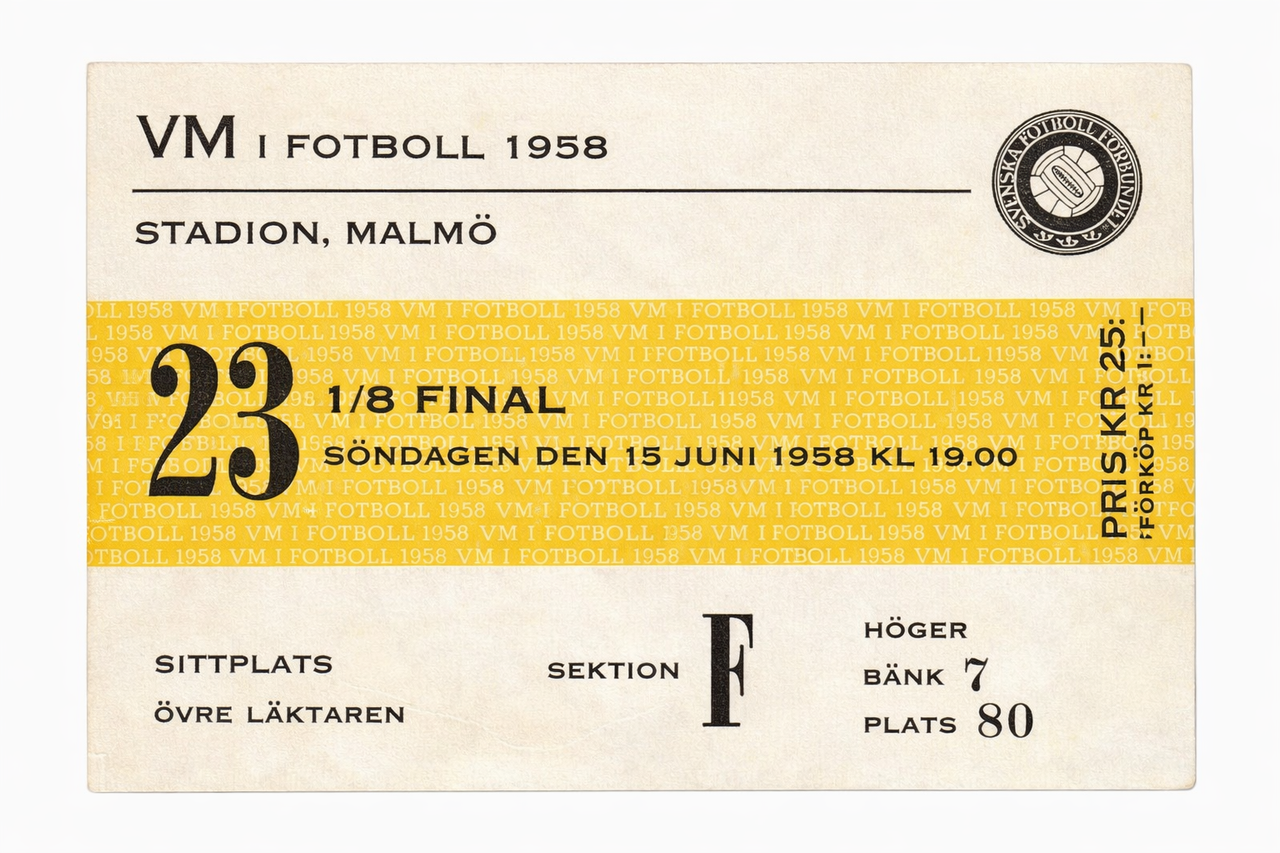 VM I FOTBOLL 1958
STADION, MALMÖ
SVENSKA FOTBOLL FÖRBUNDET
23
1/8 FINAL
SÖNDAGEN DEN 15 JUNI 1958 KL 19.00
PRIS KR 25:
FÖRKÖP KR 1:--
SITTPLATS
ÖVRE LÄKTAREN
SEKTION F
HÖGER
BÄNK 7
PLATS 80